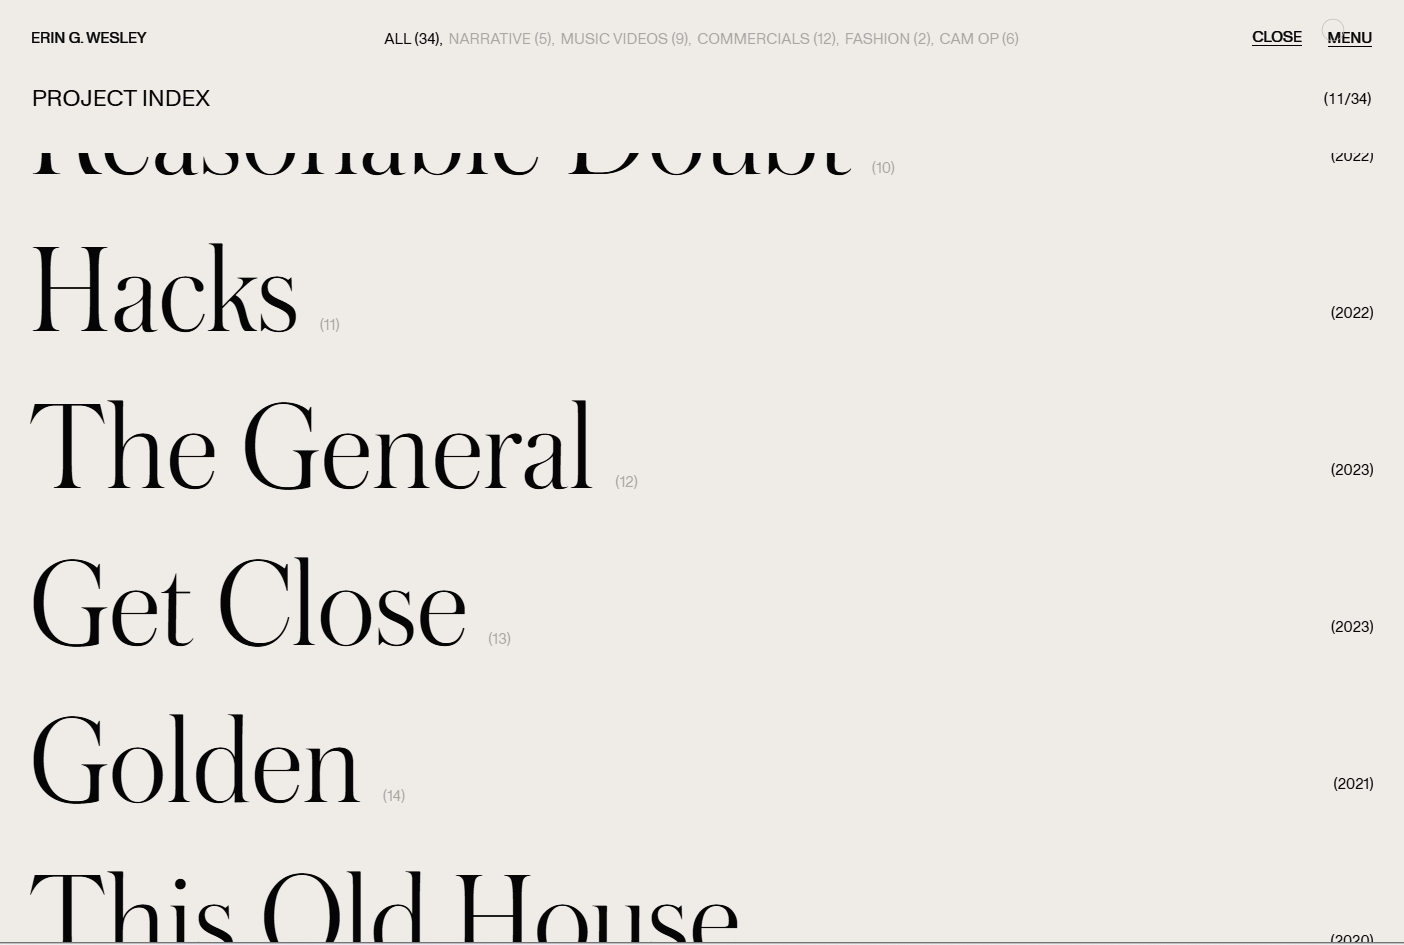 ERIN G. WESLEY
ALL (34), NARRATIVE (5), MUSIC VIDEOS (9), COMMERCIALS (12), FASHION (2), CAM OP (6)
CLOSE
MENU
PROJECT INDEX
(11/34)
Reasonable Doubt (10)
(2022)
Hacks (11)
(2022)
The General (12)
(2023)
Get Close (13)
(2023)
Golden (14)
(2021)
This Old House
(2020)